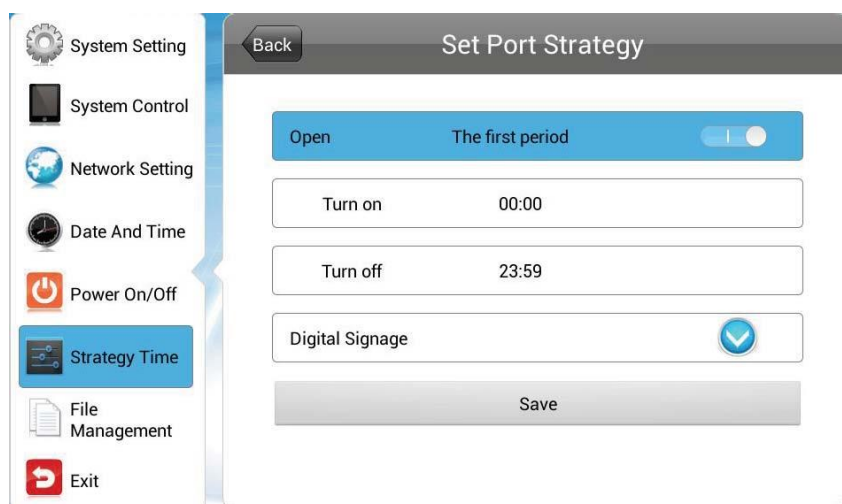 System Setting
System Control
Network Setting
Date And Time
Power On/Off
Strategy Time
File
Management
Exit
Back
Set Port Strategy
Open The first period
Turn on 00:00
Turn off 23:59
Digital Signage
Save